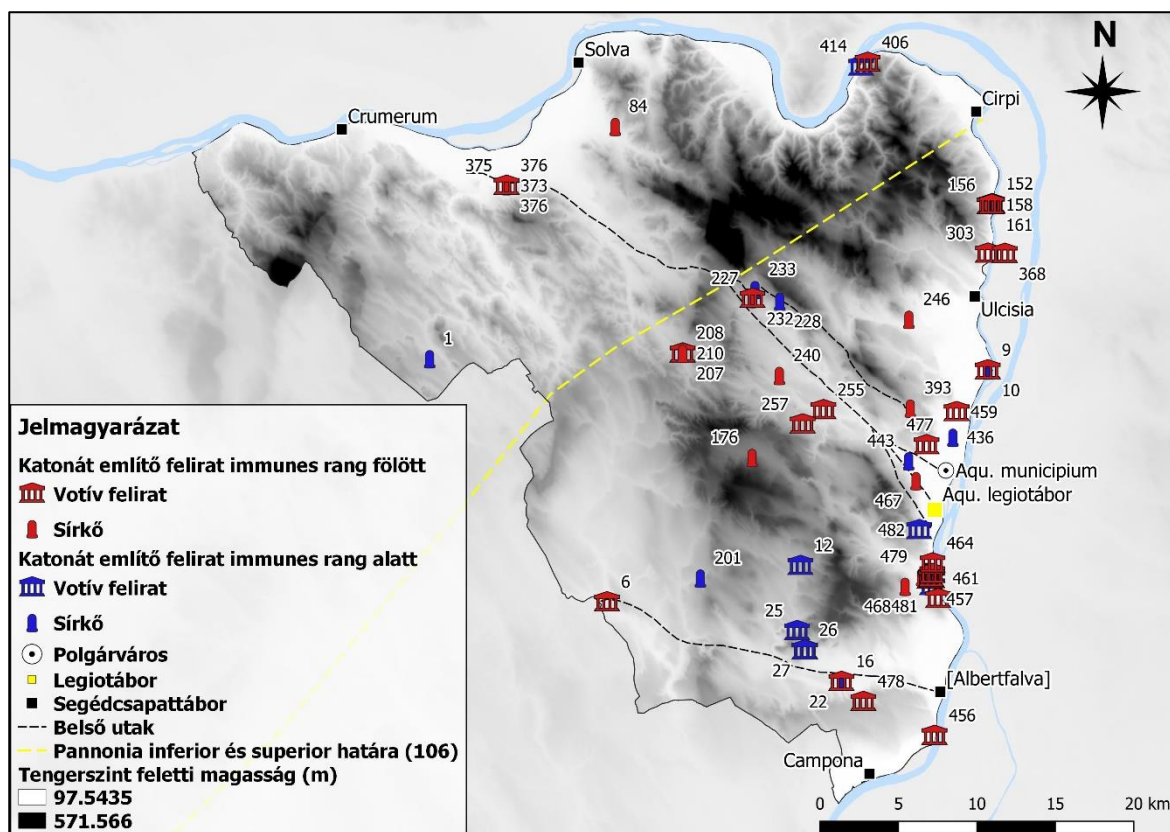 N
414
406
Solva
Cirpi
84
Crumerum
375
376
373
376
156
152
158
161
303
368
227
233
232
228
246
Ulcisia
1
208
210
207
240
9
10
257
255
393
459
477
436
176
443
Aqu. municipium
467
Aqu. legiotábor
482
12
464
479
201
461
6
468
481
457
25
26
27
16
478
22
[Albertfalva]
456
Campona
Jelmagyarázat
Katonát említő felirat immunes rang fölött
Votív felirat
Sírkő
Katonát említő felirat immunes rang alatt
Votív felirat
Sírkő
Polgárváros
Legiotábor
Segédcsapattábor
Belső utak
Pannonia inferior és superior határa (106)
Tengerszint feletti magasság (m)
97.5435
571.566
0 5 10 15 20 km